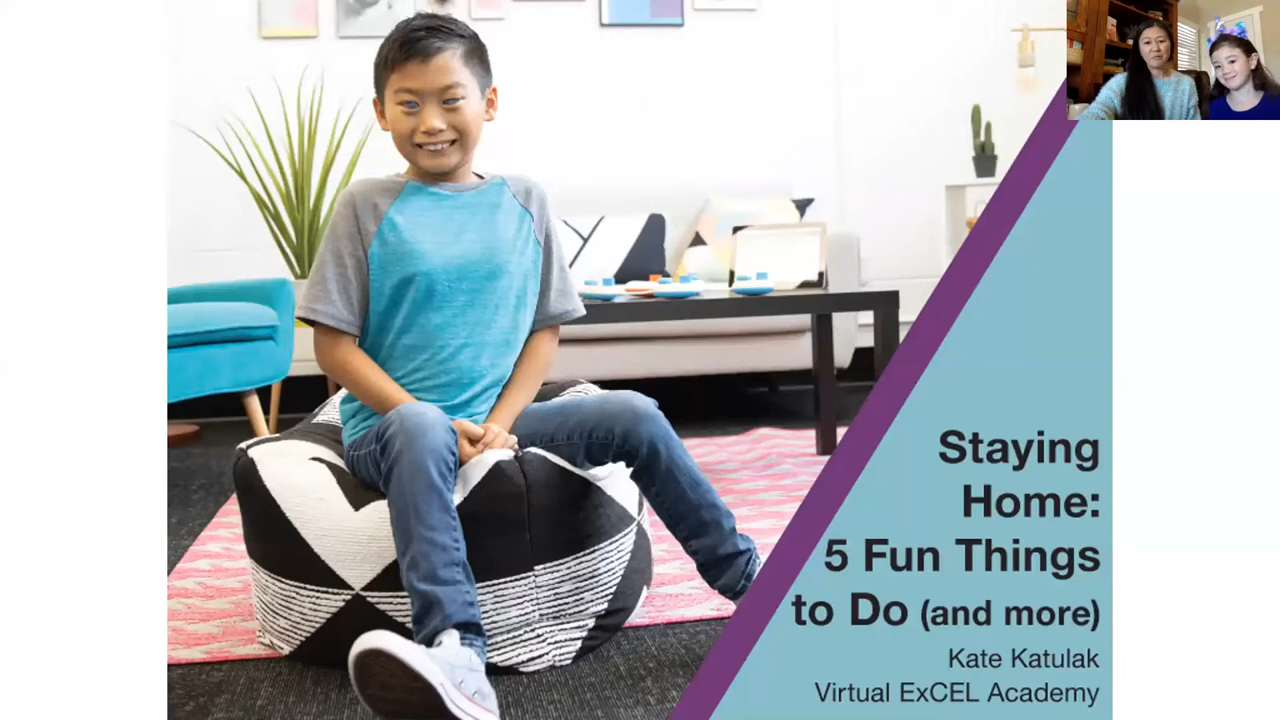 Staying
Home:
5 Fun Things
to Do (and more)
Kate Katulak
Virtual ExCEL Academy